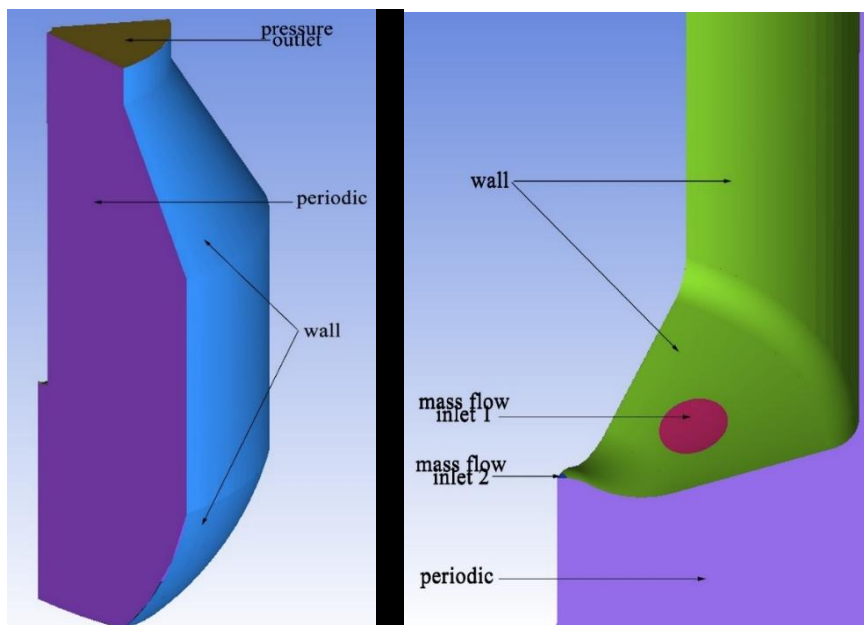 pressure
outlet
periodic
wall
wall
mass flow
inlet 1
mass flow
inlet 2
periodic